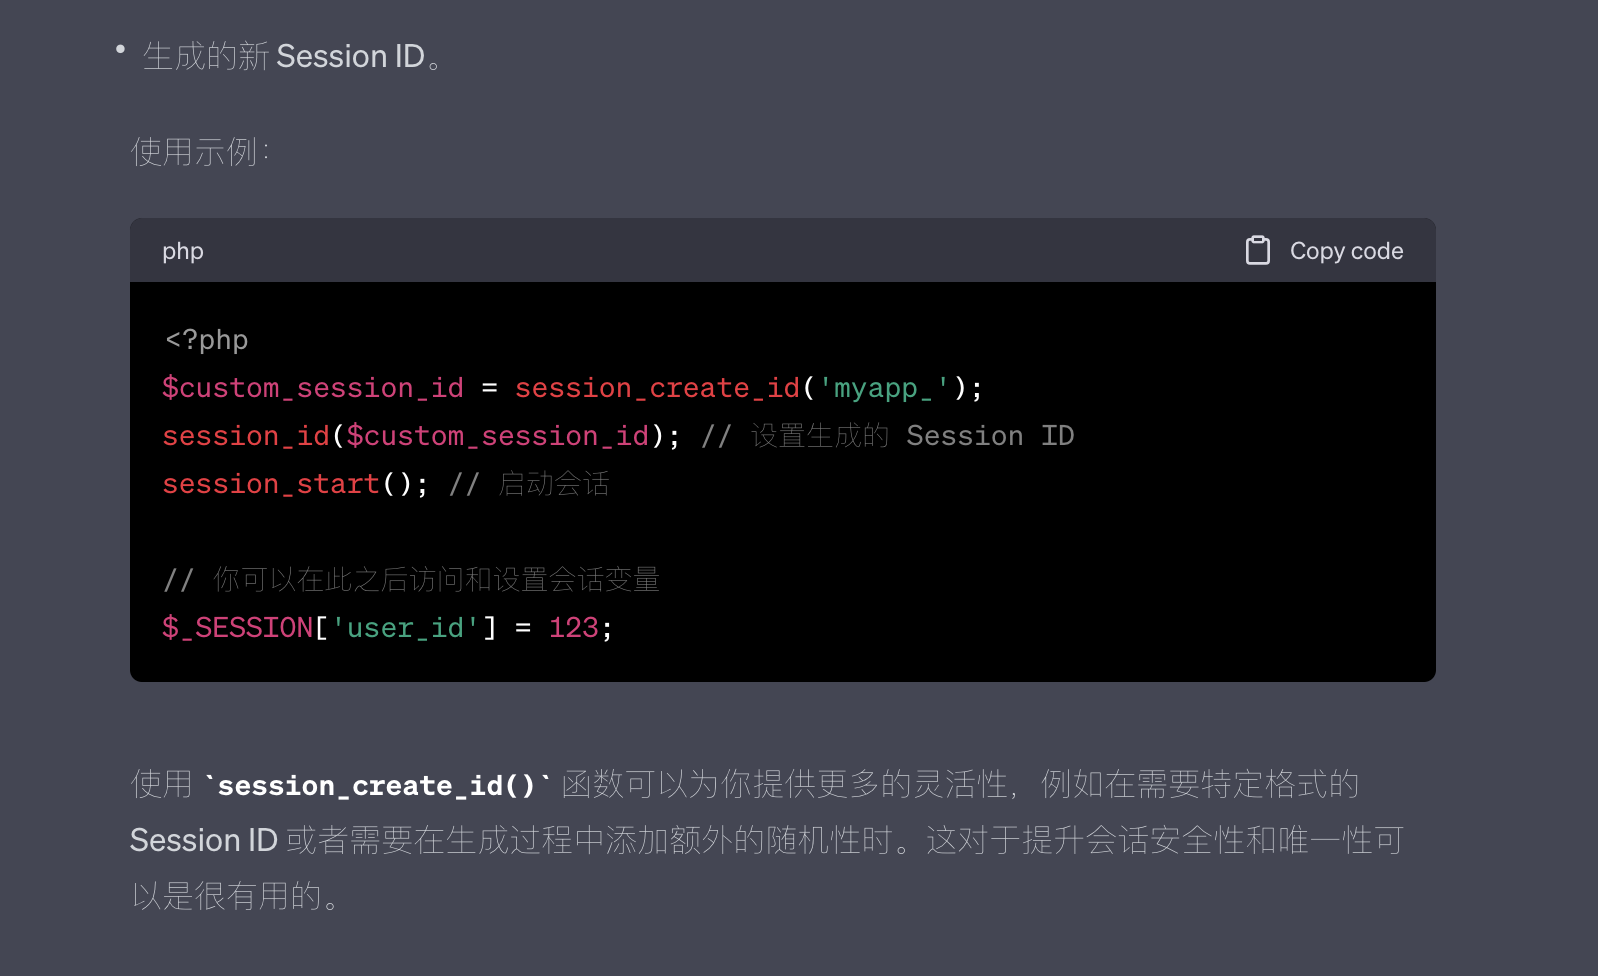 • 生成的新 Session ID。
使用示例：
php
Copy code
<?php
$custom_session_id = session_create_id('myapp_');
session_id($custom_session_id); // 设置生成的 Session ID
session_start(); // 启动会话
// 你可以在此之后访问和设置会话变量
$_SESSION['user_id'] = 123;
使用 `session_create_id()` 函数可以为你提供更多的灵活性，例如在需要特定格式的
Session ID 或者需要在生成过程中添加额外的随机性时。这对于提升会话安全性和唯一性可
以是很有用的。